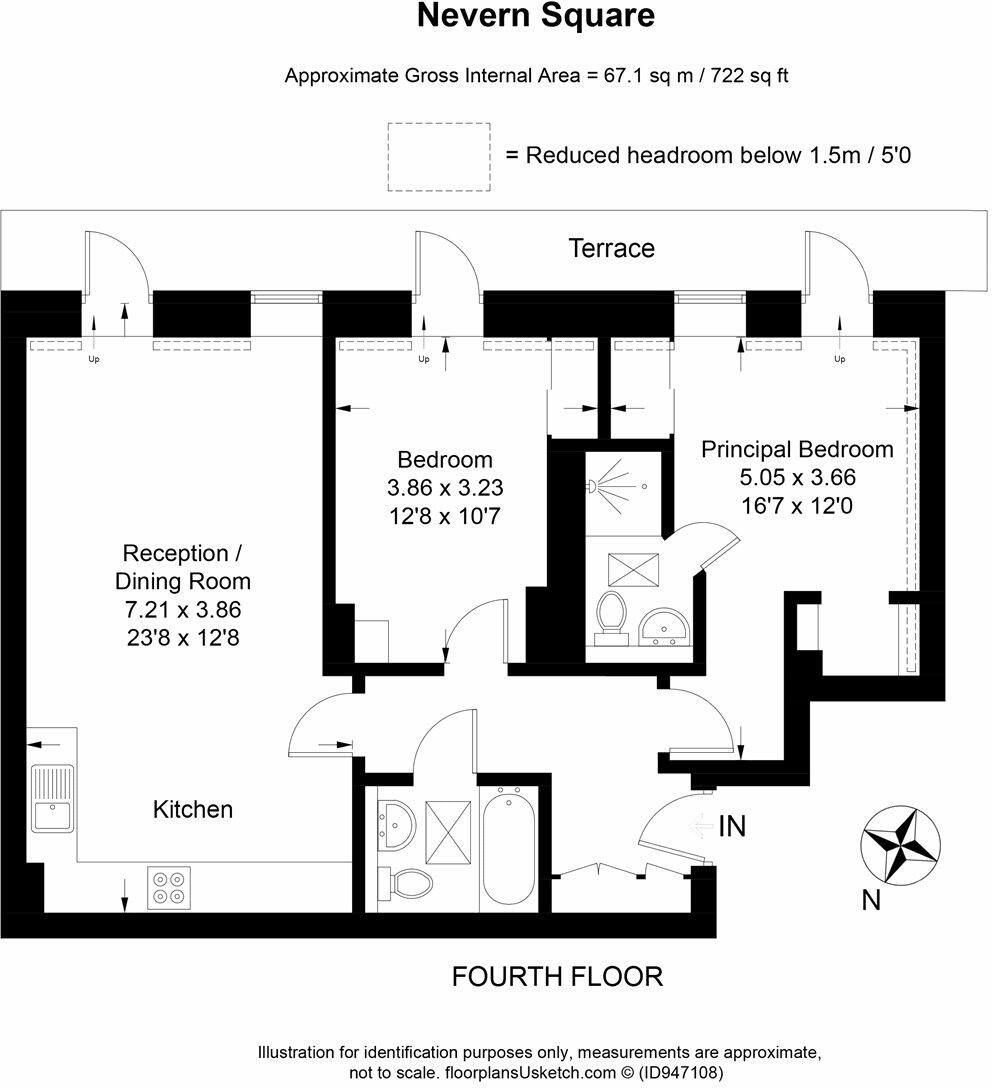 Nevern Square
Approximate Gross Internal Area = 67.1 sq m / 722 sq ft
= Reduced headroom below 1.5m / 5'0
Terrace
Up
Up
Up
Principal Bedroom
5.05 x 3.66
16'7 x 12'0
Bedroom
3.86 x 3.23
12'8 x 10'7
Reception /
Dining Room
7.21 x 3.86
23'8 x 12'8
Kitchen
IN
N
FOURTH FLOOR
Illustration for identification purposes only, measurements are approximate,
not to scale. floorplansUsketch.com © (ID947108)